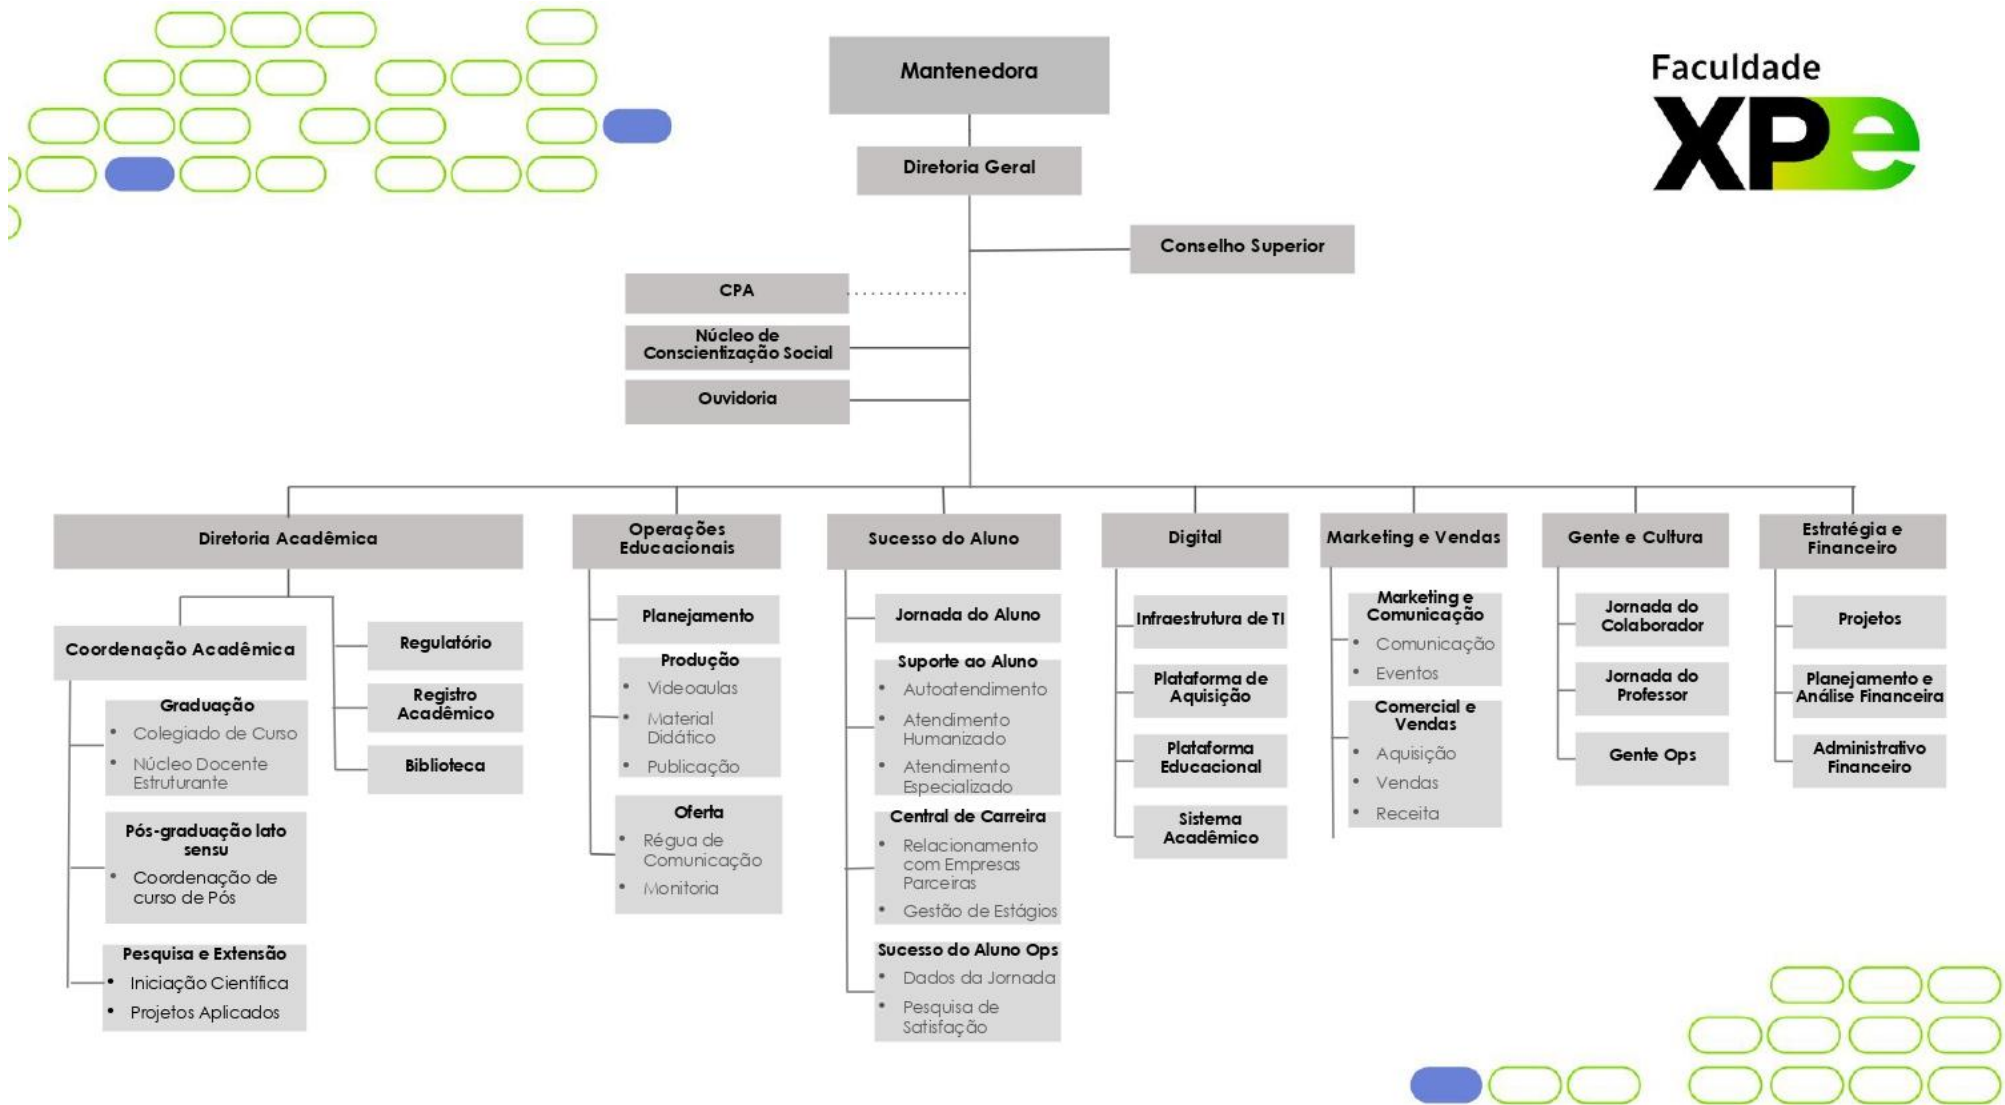 Faculdade
XPe
Mantenedora
Diretoria Geral
Conselho Superior
CPA
Núcleo de
Conscientização Social
Ouvidoria
Diretoria Acadêmica
Coordenação Acadêmica
Graduação
• Colegiado de Curso
• Núcleo Docente
Estruturante
Pós-graduação lato
sensu
• Coordenação de
curso de Pós
Pesquisa e Extensão
• Iniciação Científica
• Projetos Aplicados
Regulatório
Registro
Acadêmico
Biblioteca
Operações
Educacionais
Planejamento
Produção
• Videoaulas
• Material
Didático
• Publicação
Oferta
• Régua de
Comunicação
• Monitoria
Sucesso do Aluno
Jornada do Aluno
Suporte ao Aluno
• Autoatendimento
• Atendimento
Humanizado
• Atendimento
Especializado
Central de Carreira
• Relacionamento
com Empresas
Parceiras
• Gestão de Estágios
Sucesso do Aluno Ops
• Dados da Jornada
• Pesquisa de
Satisfação
Digital
Infraestrutura de TI
Plataforma de
Aquisição
Plataforma
Educacional
Sistema
Acadêmico
Marketing e Vendas
Marketing e
Comunicação
• Comunicação
• Eventos
Comercial e
Vendas
• Aquisição
• Vendas
• Receita
Gente e Cultura
Jornada do
Colaborador
Jornada do
Professor
Gente Ops
Estratégia e
Financeiro
Projetos
Planejamento e
Análise Financeira
Administrativo
Financeiro